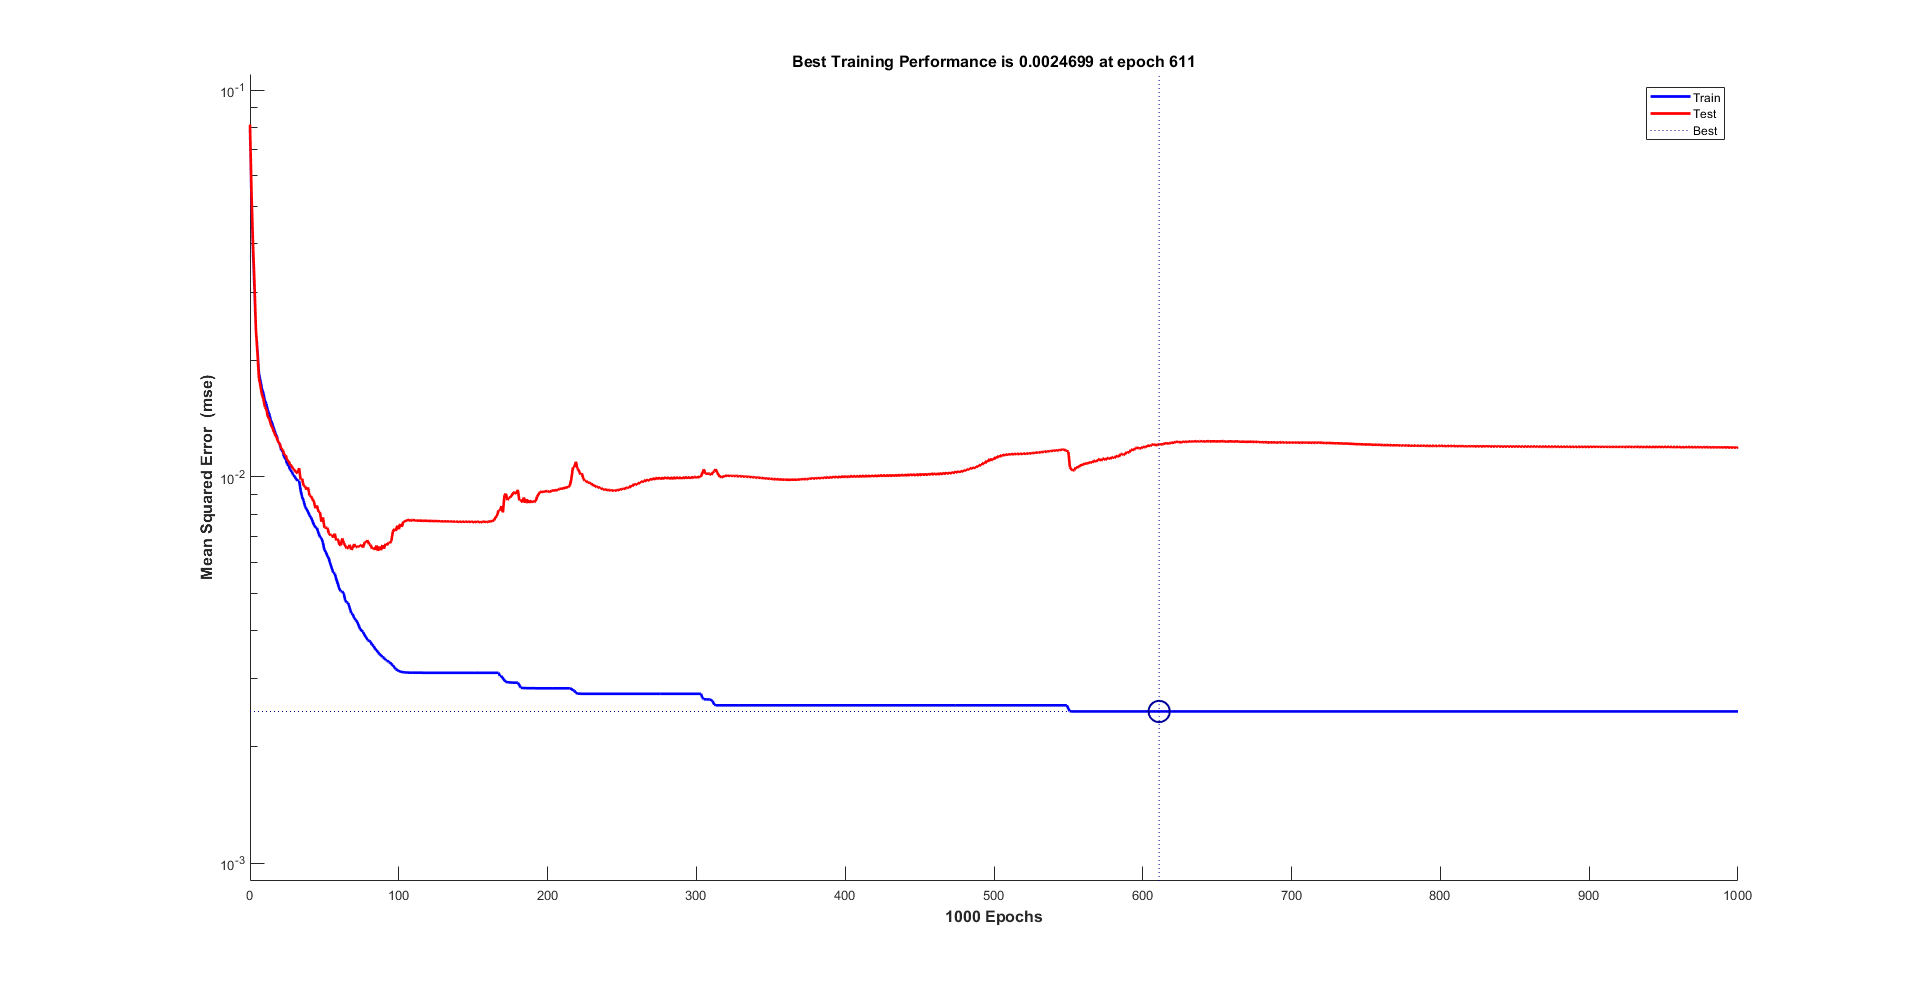 Best Training Performance is 0.0024699 at epoch 611
Train
Test
Best
Mean Squared Error (mse)
10^-1
10^-2
10^-3
0 100 200 300 400 500 600 700 800 900 1000
1000 Epochs